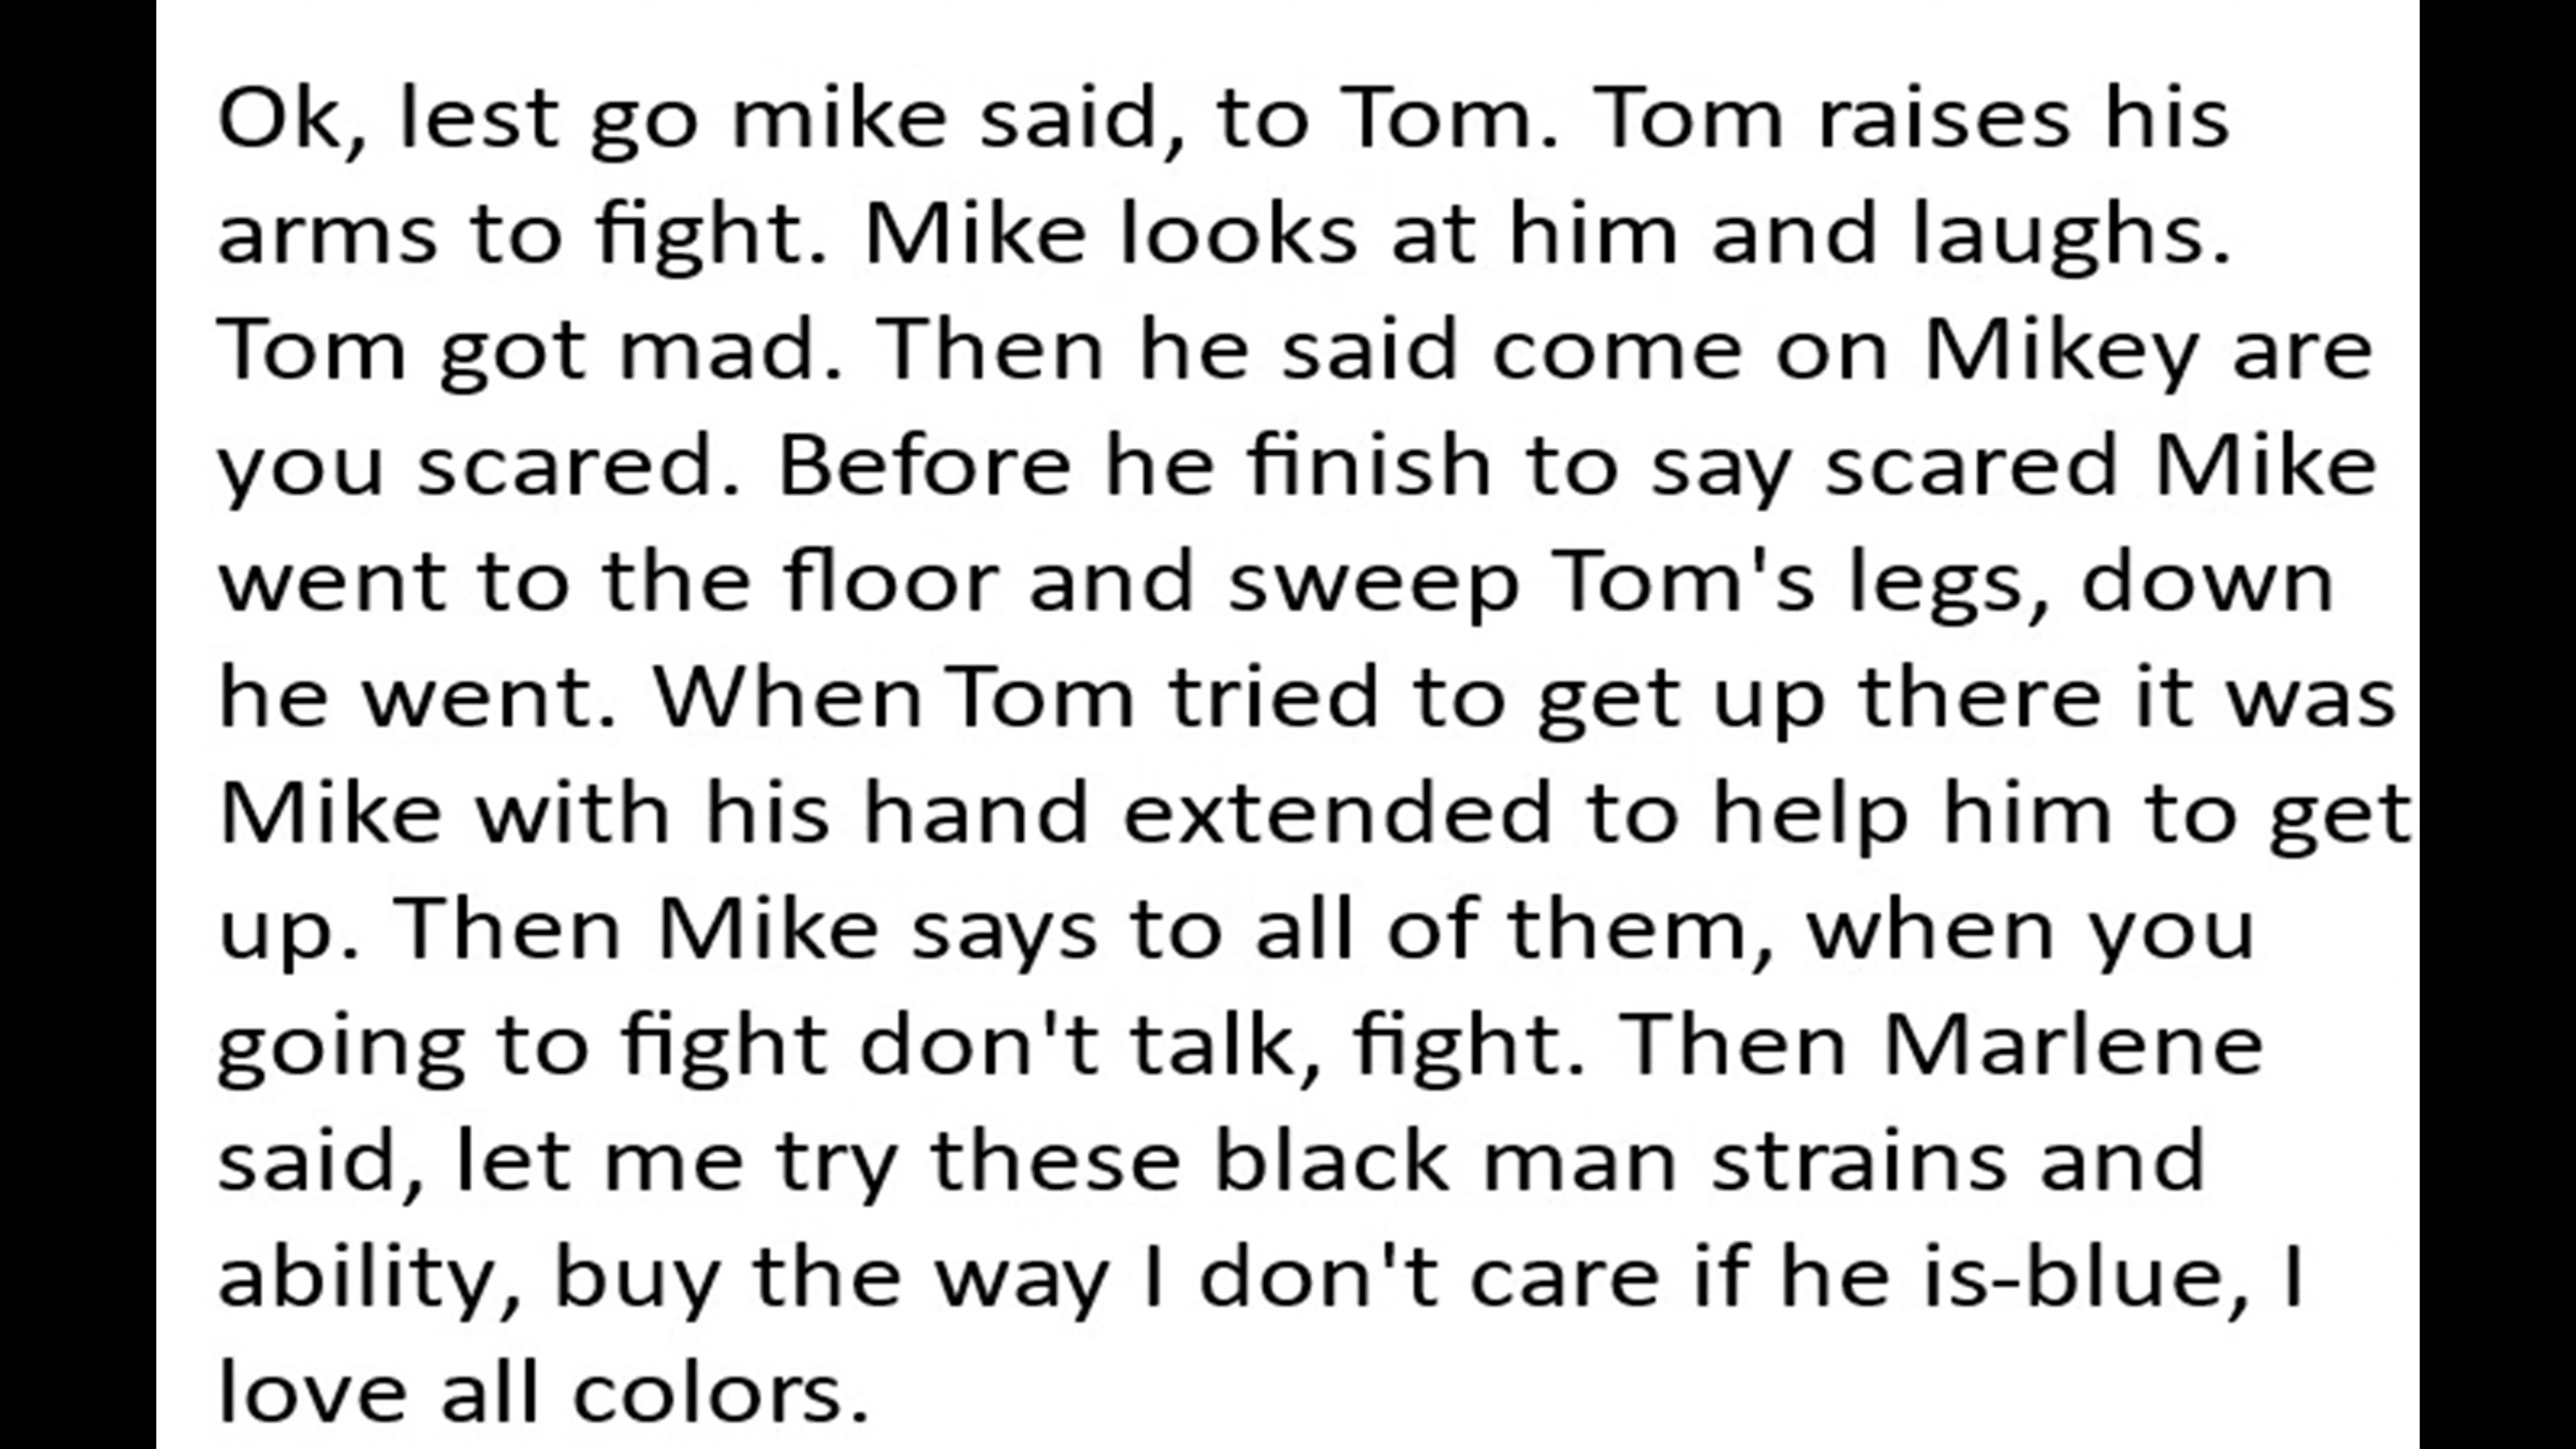 Ok, lest go mike said, to Tom. Tom raises his
arms to fight. Mike looks at him and laughs.
Tom got mad. Then he said come on Mikey are
you scared. Before he finish to say scared Mike
went to the floor and sweep Tom's legs, down
he went. When Tom tried to get up there it was
Mike with his hand extended to help him to get
up. Then Mike says to all of them, when you
going to fight don't talk, fight. Then Marlene
said, let me try these black man strains and
ability, buy the way I don't care if he is-blue, I
love all colors.